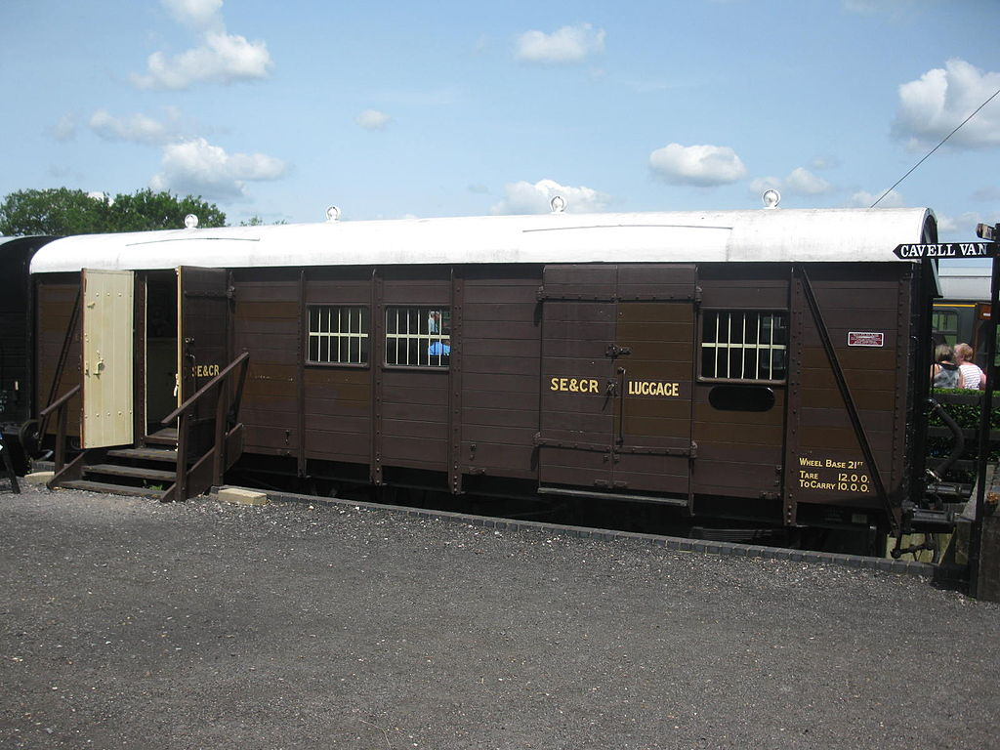 CAVELL VAN
SE&CR
SE&CR LUGGAGE
WHEEL BASE 21FT
TARE 12.0.0.
TO CARRY 10.0.0.